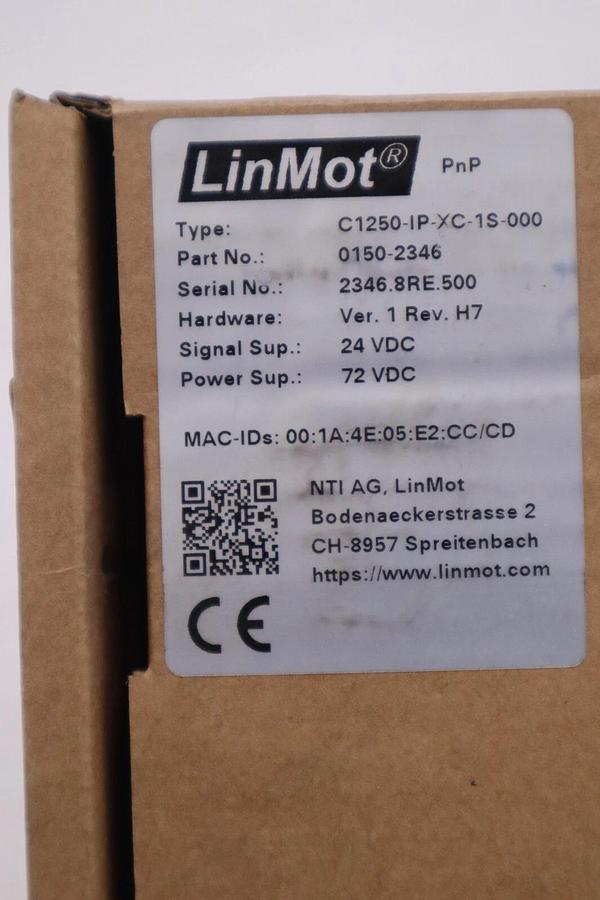 LinMot® PnP
Type: C1250-IP-XC-1S-000
Part No.: 0150-2346
Serial No.: 2346.8RE.500
Hardware: Ver. 1 Rev. H7
Signal Sup.: 24 VDC
Power Sup.: 72 VDC
MAC-IDs: 00:1A:4E:05:E2:CC/CD
NTI AG, LinMot
Bodenaeckerstrasse 2
CH-8957 Spreitenbach
https://www.linmot.com
CE